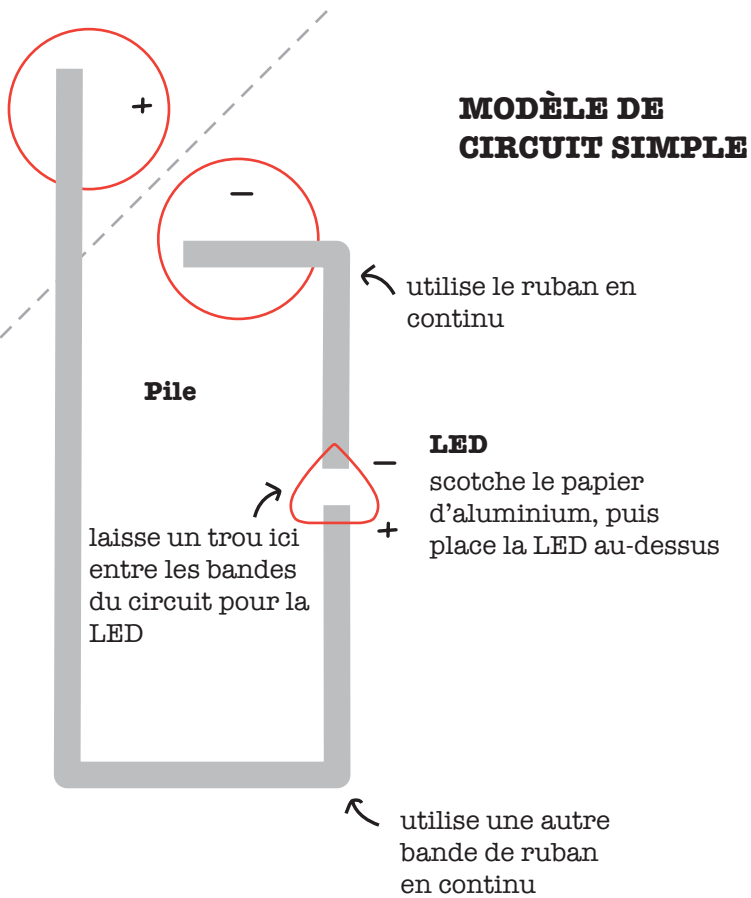 +
MODÈLE DE
CIRCUIT SIMPLE
–
utilise le ruban en
continu
Pile
LED
–
scotche le papier
d'aluminium, puis
place la LED au-dessus
+
laisse un trou ici
entre les bandes
du circuit pour la
LED
utilise une autre
bande de ruban
en continu